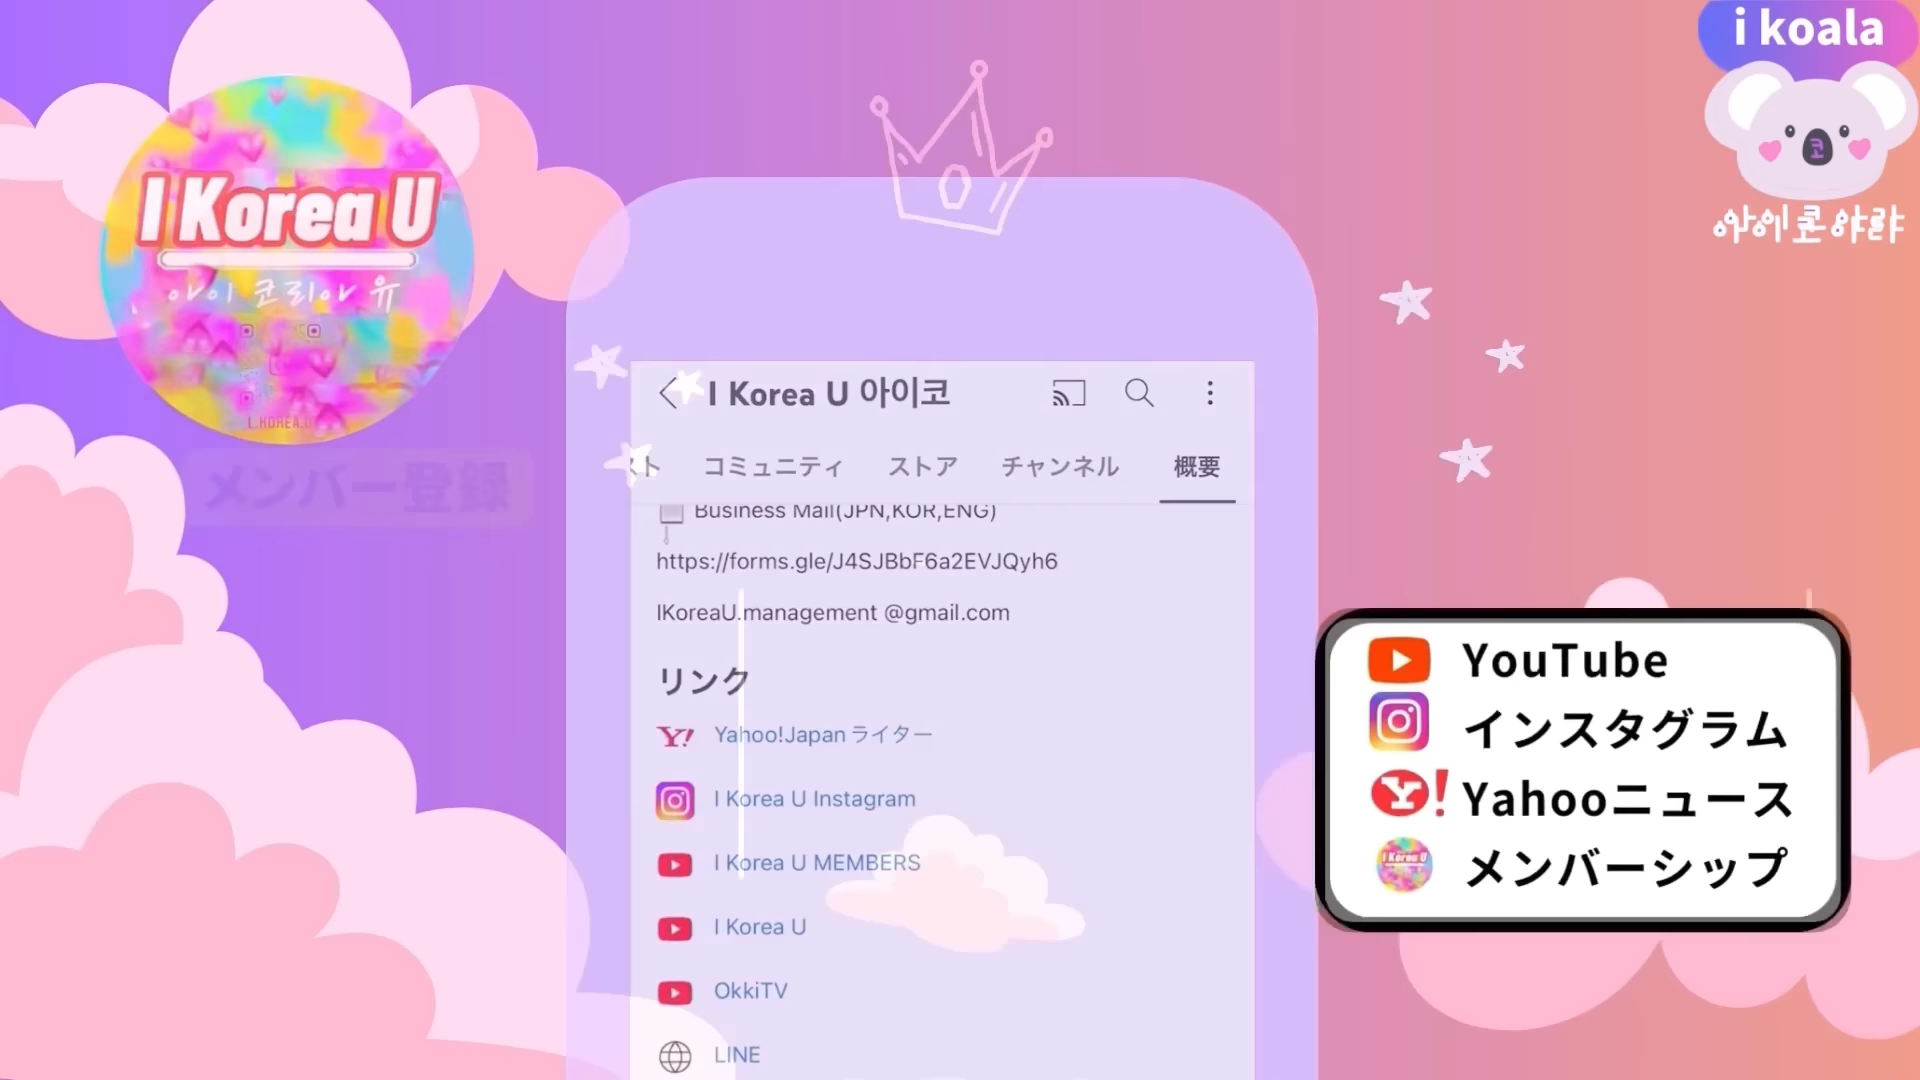 i koala
아이콘야랴
I Korea U
아이 코리아 유
I.KOREA.U
メンバー登録
I Korea U 아이코
スト コミュニティ ストア チャンネル 概要
Business Mail(JPN,KOR,ENG)
https://forms.gle/J4SJBbF6a2EVJQyh6
IKoreaU.management @gmail.com
リンク
Yahoo!Japan ライター
I Korea U Instagram
I Korea U MEMBERS
I Korea U
OkkiTV
LINE
YouTube
インスタグラム
Yahooニュース
メンバーシップ